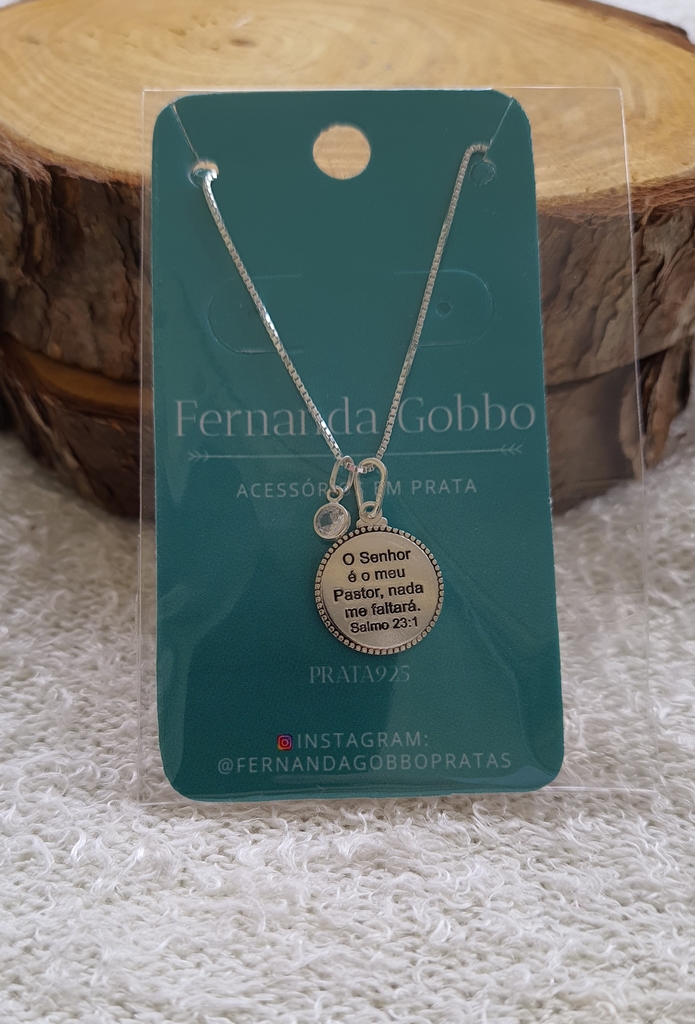 Fernanda Gobbo
ACESSÓRIOS EM PRATA
O Senhor
é o meu
Pastor, nada
me faltará.
Salmo 23:1
PRATA925
INSTAGRAM:
@FERNANDAGOBBOPRATAS